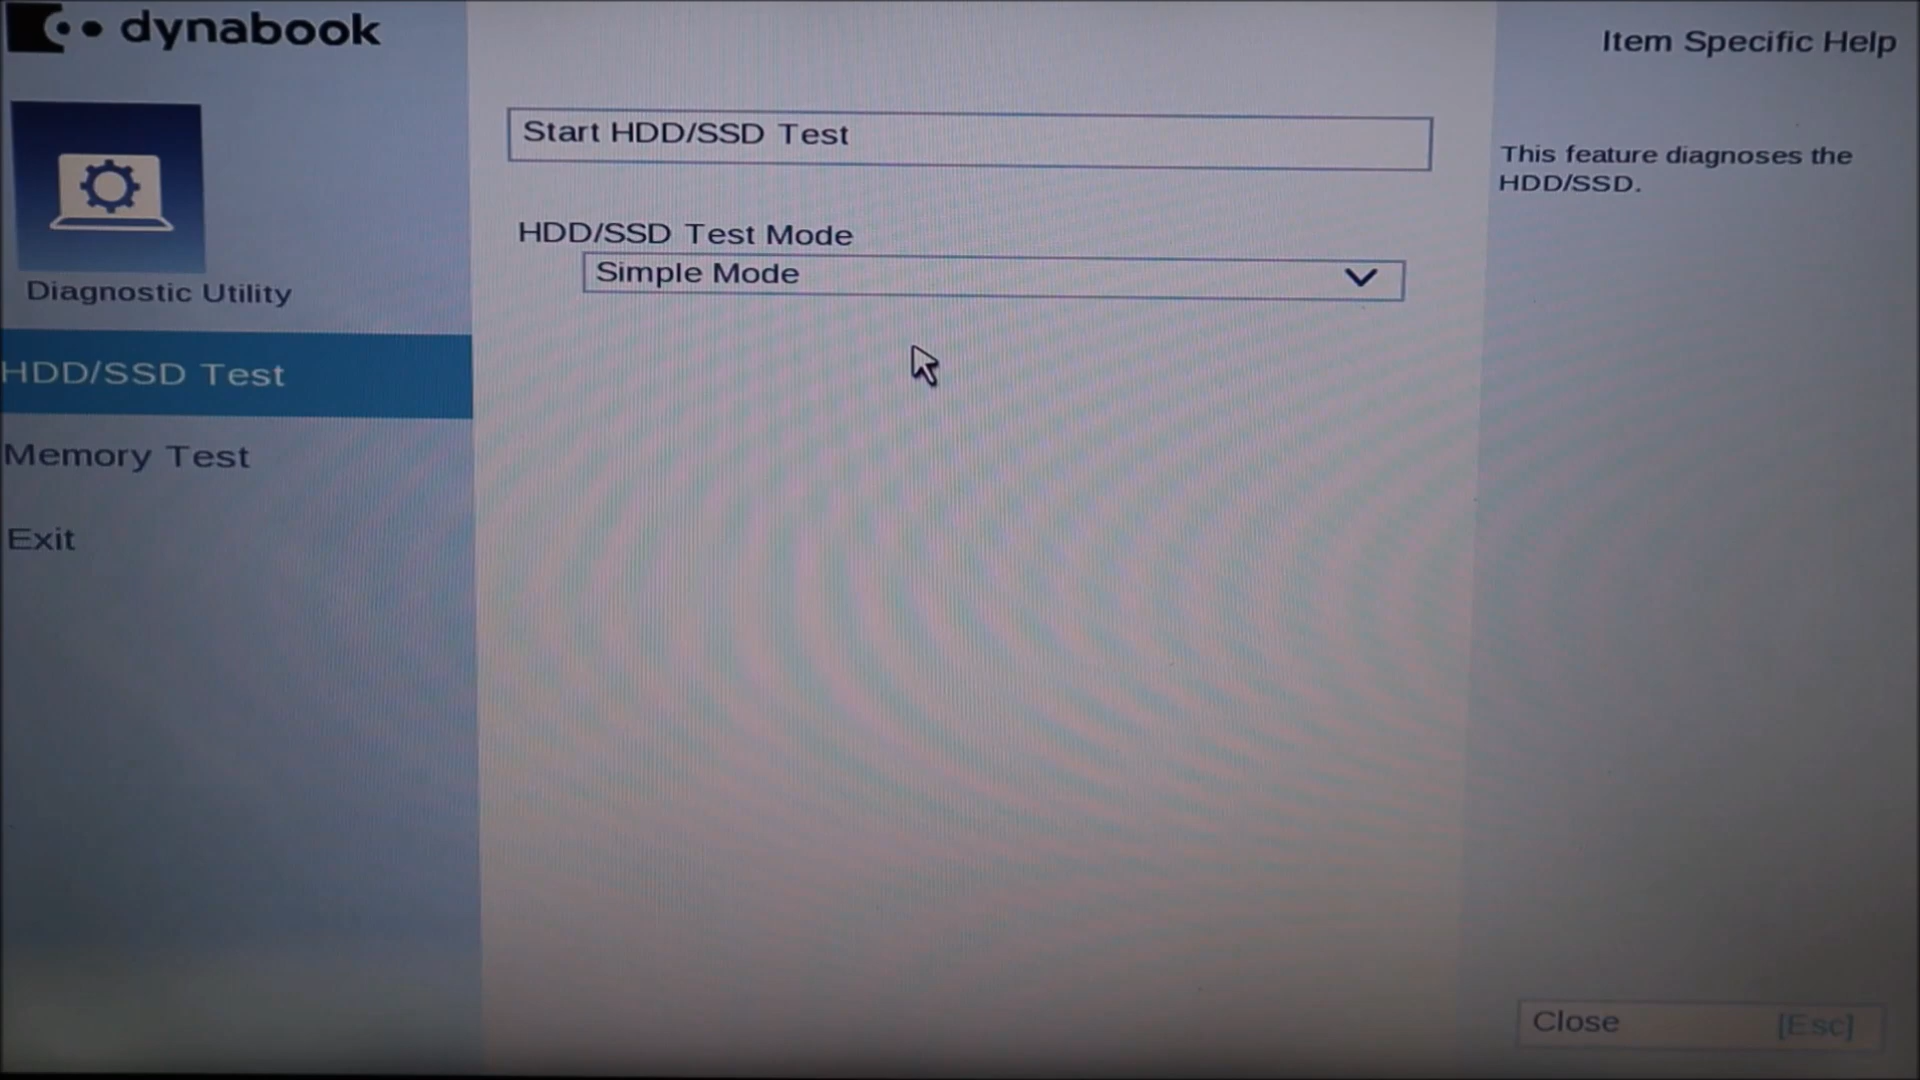 dynabook
Diagnostic Utility
HDD/SSD Test
Memory Test
Exit
Start HDD/SSD Test
HDD/SSD Test Mode
Simple Mode
Item Specific Help
This feature diagnoses the
HDD/SSD.
Close [Esc]